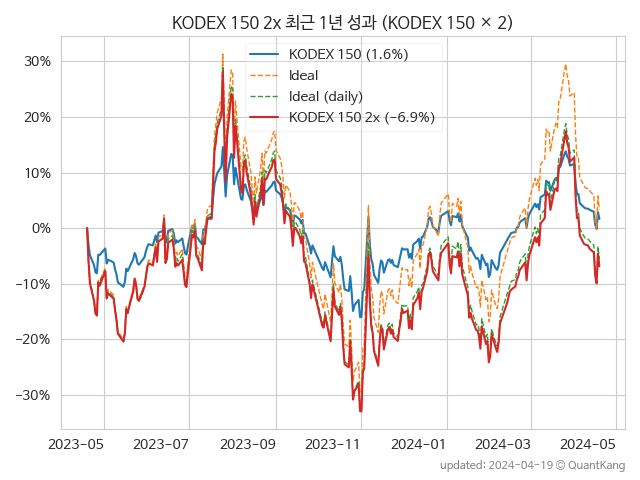 KODEX 150 2x 최근 1년 성과 (KODEX 150 × 2)
KODEX 150 (1.6%)
Ideal
Ideal (daily)
KODEX 150 2x (−6.9%)
30%
20%
10%
0%
−10%
−20%
−30%
2023-05 2023-07 2023-09 2023-11 2024-01 2024-03 2024-05
updated: 2024-04-19 © QuantKang